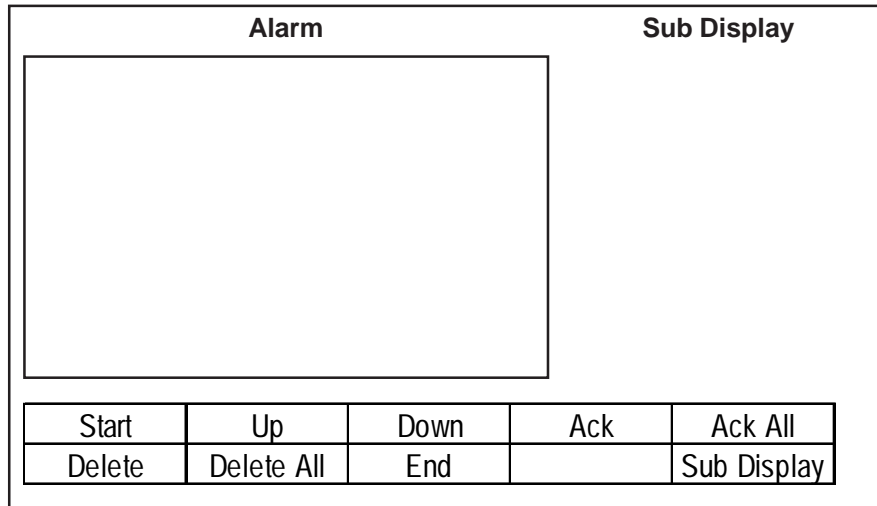 Alarm Sub Display
Start Up Down Ack Ack All
Delete Delete All End Sub Display